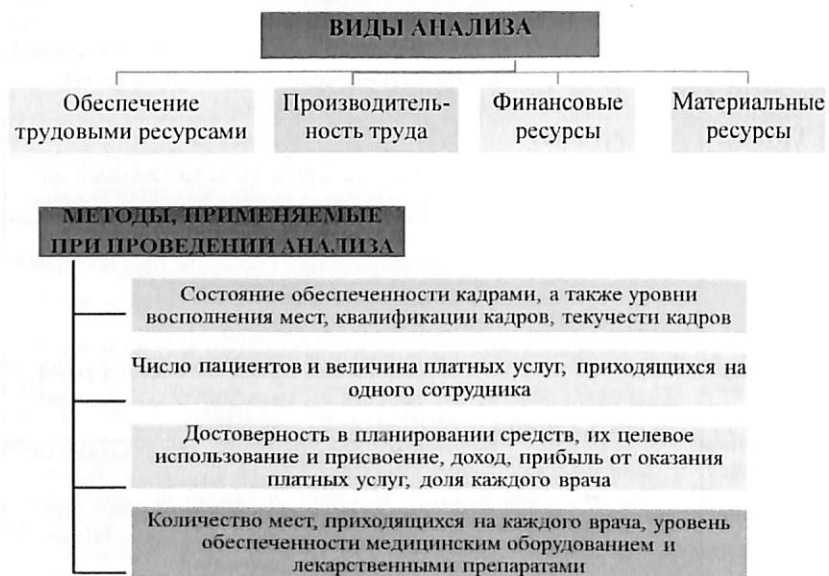 ВИДЫ АНАЛИЗА
Обеспечение
трудовыми ресурсами
Производитель-
ность труда
Финансовые
ресурсы
Материальные
ресурсы
МЕТОДЫ, ПРИМЕНЯЕМЫЕ
ПРИ ПРОВЕДЕНИИ АНАЛИЗА
Состояние обеспеченности кадрами, а также уровни
восполнения мест, квалификации кадров, текучести кадров
Число пациентов и величина платных услуг, приходящихся на
одного сотрудника
Достоверность в планировании средств, их целевое
использование и присвоение, доход, прибыль от оказания
платных услуг, доля каждого врача
Количество мест, приходящихся на каждого врача, уровень
обеспеченности медицинским оборудованием и
лекарственными препаратами